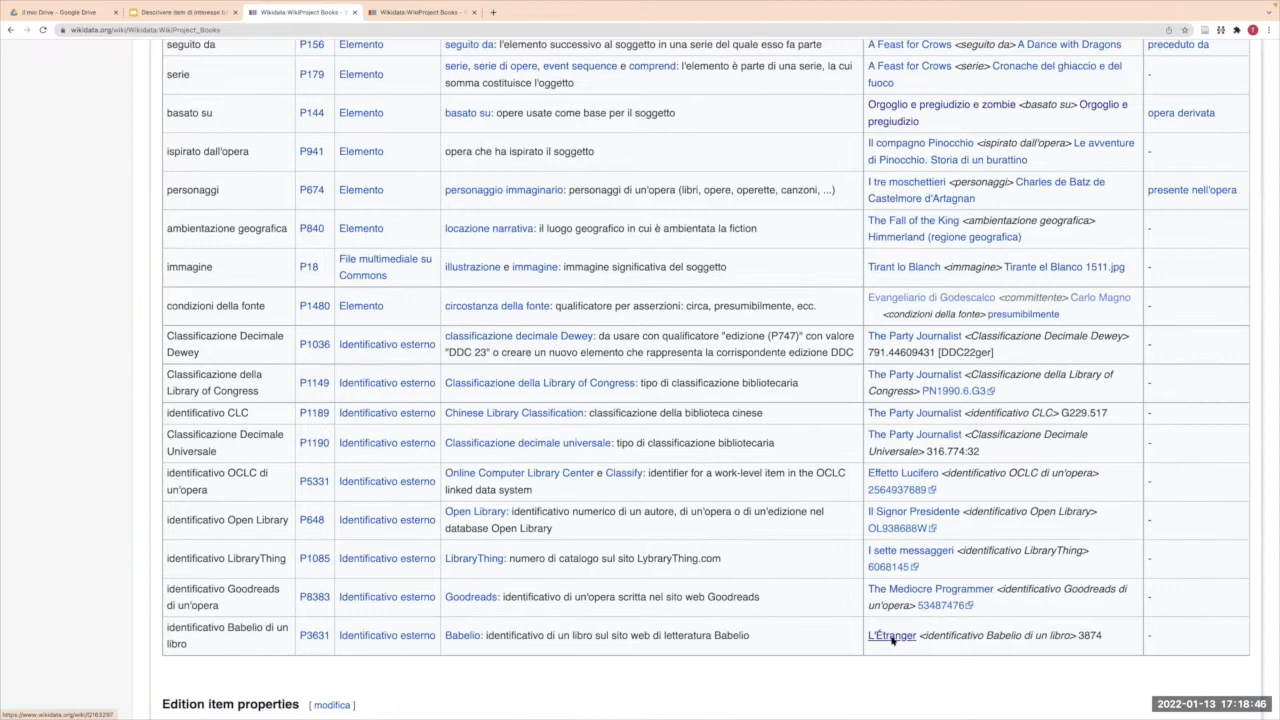 Il mio Drive – Google Drive
Descrivere item di interesse bi
Wikidata:WikiProject Books - V
Wikidata:WikiProject Books - V
wikidata.org/wiki/Wikidata:WikiProject_Books
seguito da P156 Elemento seguito da: l'elemento successivo al soggetto in una serie del quale esso fa parte A Feast for Crows <seguito da> A Dance with Dragons preceduto da
serie P179 Elemento serie, serie di opere, event sequence e comprend: l'elemento è parte di una serie, la cui
somma costituisce l'oggetto
A Feast for Crows <serie> Cronache del ghiaccio e del
fuoco
-
basato su P144 Elemento basato su: opere usate come base per il soggetto
Orgoglio e pregiudizio e zombie <basato su> Orgoglio e
pregiudizio
opera derivata
ispirato dall'opera P941 Elemento opera che ha ispirato il soggetto
Il compagno Pinocchio <ispirato dall'opera> Le avventure
di Pinocchio. Storia di un burattino
-
personaggi P674 Elemento personaggio immaginario: personaggi di un'opera (libri, opere, operette, canzoni, ...)
I tre moschettieri <personaggi> Charles de Batz de
Castelmore d'Artagnan
presente nell'opera
ambientazione geografica P840 Elemento locazione narrativa: il luogo geografico in cui è ambientata la fiction
The Fall of the King <ambientazione geografica>
Himmerland (regione geografica)
-
immagine P18
File multimediale su
Commons
illustrazione e immagine: immagine significativa del soggetto Tirant lo Blanch <immagine> Tirante el Blanco 1511.jpg -
condizioni della fonte P1480 Elemento circostanza della fonte: qualificatore per asserzioni: circa, presumibilmente, ecc.
Evangeliario di Godescalco <committente> Carlo Magno
<condizioni della fonte> presumibilmente
-
Classificazione Decimale
Dewey
P1036 Identificativo esterno
classificazione decimale Dewey: da usare con qualificatore "edizione (P747)" con valore
"DDC 23" o creare un nuovo elemento che rappresenta la corrispondente edizione DDC
The Party Journalist <Classificazione Decimale Dewey>
791.44609431 [DDC22ger]
-
Classificazione della
Library of Congress
P1149 Identificativo esterno Classificazione della Library of Congress: tipo di classificazione bibliotecaria
The Party Journalist <Classificazione della Library of
Congress> PN1990.6.G3
-
identificativo CLC P1189 Identificativo esterno Chinese Library Classification: classificazione della biblioteca cinese The Party Journalist <identificativo CLC> G229.517 -
Classificazione Decimale
Universale
P1190 Identificativo esterno Classificazione decimale universale: tipo di classificazione bibliotecaria
The Party Journalist <Classificazione Decimale
Universale> 316.774:32
-
identificativo OCLC di
un'opera
P5331 Identificativo esterno
Online Computer Library Center e Classify: identifier for a work-level item in the OCLC
linked data system
Effetto Lucifero <identificativo OCLC di un'opera>
2564937689
-
identificativo Open Library P648 Identificativo esterno
Open Library: identificativo numerico di un autore, di un'opera o di un'edizione nel
database Open Library
Il Signor Presidente <identificativo Open Library>
OL938688W
-
identificativo LibraryThing P1085 Identificativo esterno LibraryThing: numero di catalogo sul sito LybraryThing.com
I sette messaggeri <identificativo LibraryThing>
6068145
-
identificativo Goodreads
di un'opera
P8383 Identificativo esterno Goodreads: identificativo di un'opera scritta nel sito web Goodreads
The Mediocre Programmer <identificativo Goodreads di
un'opera> 53487476
-
identificativo Babelio di un
libro
P3631 Identificativo esterno Babelio: identificativo di un libro sul sito web di letteratura Babelio L'Étranger <identificativo Babelio di un libro> 3874 -
Edition item properties [ modifica ]
2022-01-13 17:18:46
https://www.wikidata.org/wiki/Q163297